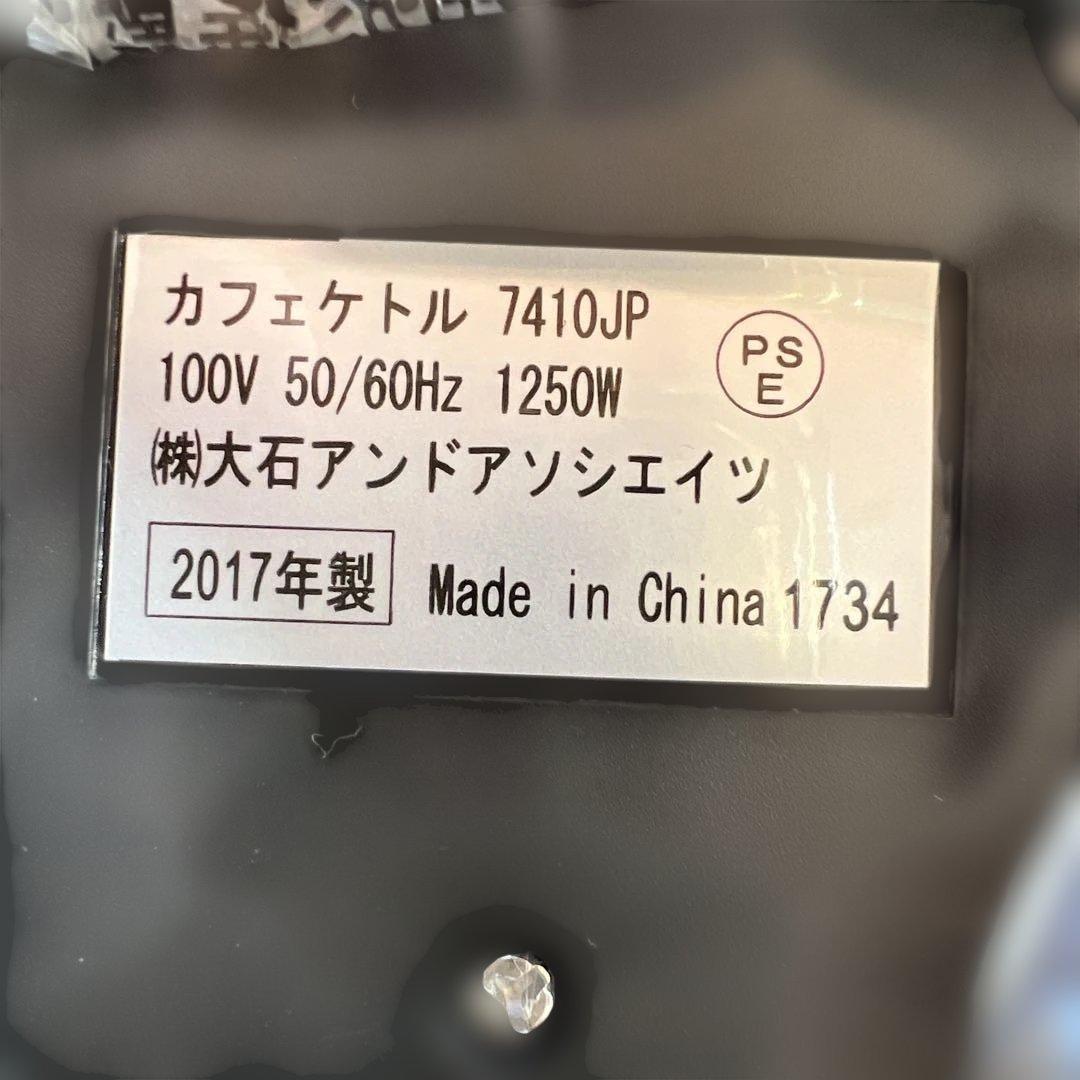 カフェケトル 7410JP
100V 50/60Hz 1250W
PS
E
㈱大石アンドアソシエイツ
2017年製 Made in China 1734